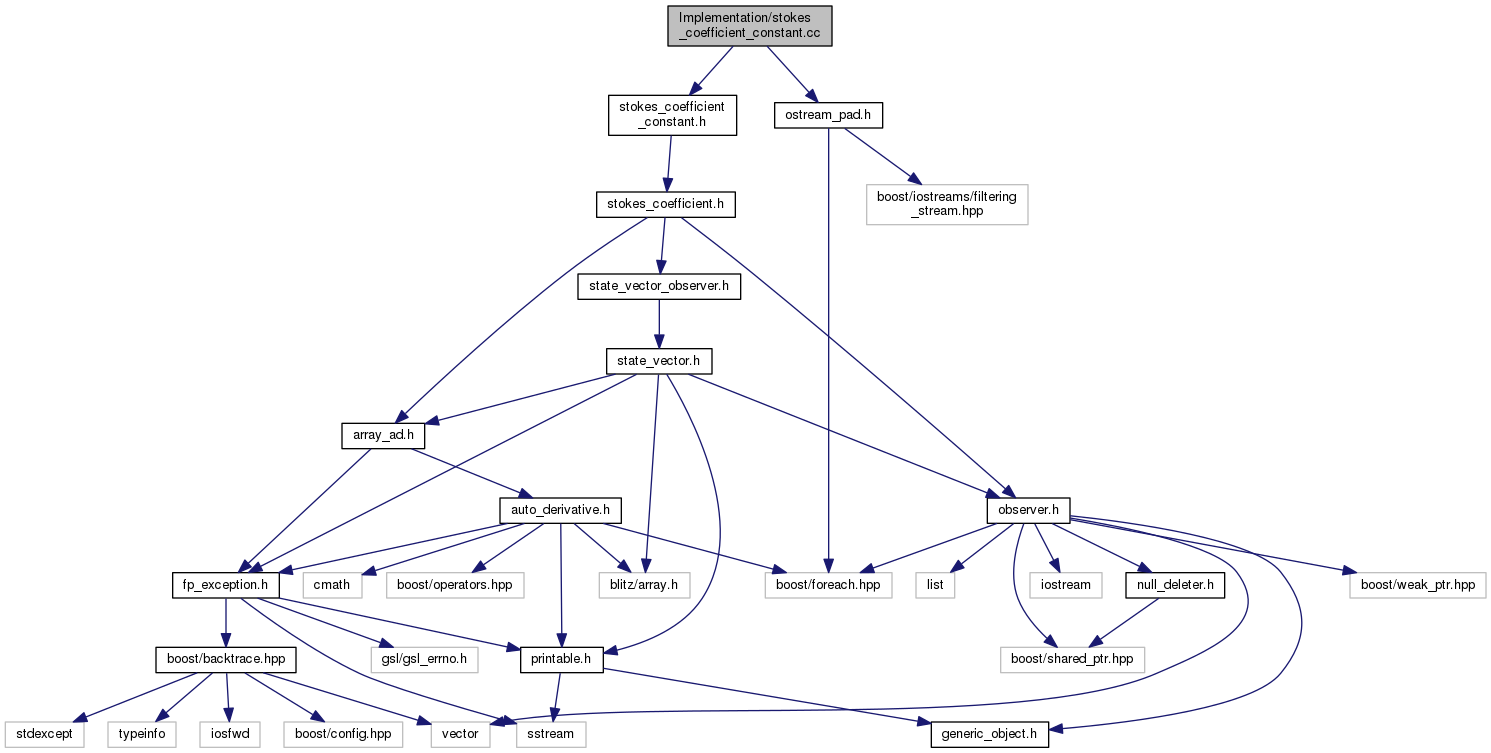 Implementation/stokes
_coefficient_constant.cc
stokes_coefficient
_constant.h
ostream_pad.h
boost/iostreams/filtering
_stream.hpp
stokes_coefficient.h
state_vector_observer.h
state_vector.h
array_ad.h
auto_derivative.h
observer.h
fp_exception.h
cmath
boost/operators.hpp
blitz/array.h
boost/foreach.hpp
list
iostream
null_deleter.h
boost/weak_ptr.hpp
boost/backtrace.hpp
gsl/gsl_errno.h
printable.h
boost/shared_ptr.hpp
stdexcept
typeinfo
iosfwd
boost/config.hpp
vector
sstream
generic_object.h